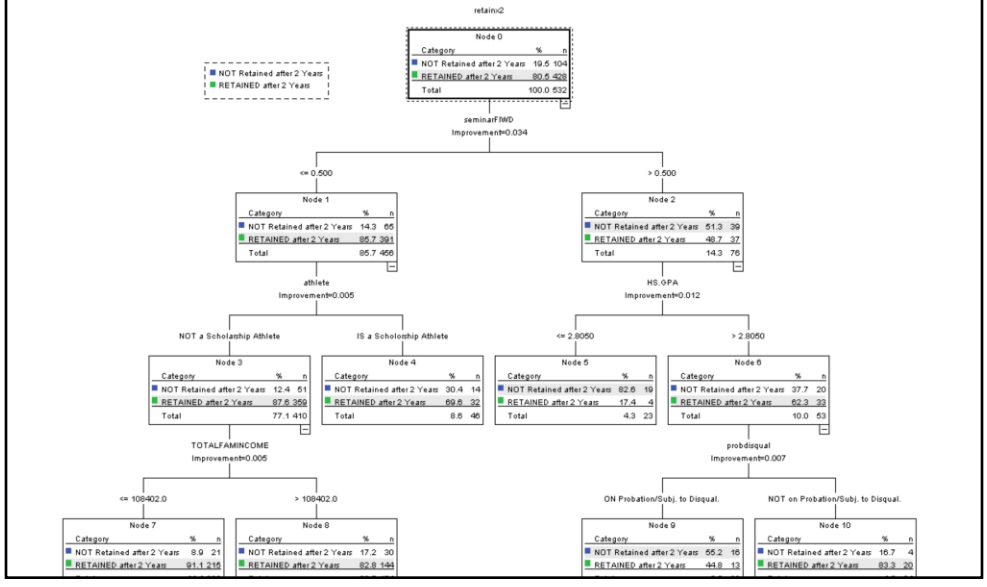 retainx2
Node 0
Category % n
NOT Retained after 2 Years 19.5 104
RETAINED after 2 Years 80.5 428
Total 100.0 532
NOT Retained after 2 Years
RETAINED after 2 Years
seminarFIWD
Improvement=0.034
<= 0.500
> 0.500
Node 1
Category % n
NOT Retained after 2 Years 14.3 65
RETAINED after 2 Years 85.7 391
Total 85.7 456
Node 2
Category % n
NOT Retained after 2 Years 51.3 39
RETAINED after 2 Years 48.7 37
Total 14.3 76
athlete
Improvement=0.005
HS.GPA
Improvement=0.012
NOT a Scholarship Athlete
IS a Scholorship Athlete
<= 2.8050
> 2.8050
Node 3
Category % n
NOT Retained after 2 Years 12.4 51
RETAINED after 2 Years 87.6 359
Total 77.1 410
Node 4
Category % n
NOT Retained after 2 Years 30.4 14
RETAINED after 2 Years 69.6 32
Total 8.6 46
Node 5
Category % n
NOT Retained after 2 Years 82.6 19
RETAINED after 2 Years 17.4 4
Total 4.3 23
Node 6
Category % n
NOT Retained after 2 Years 37.7 20
RETAINED after 2 Years 62.3 33
Total 10.0 53
TOTALFAMINCOME
Improvement=0.005
probdisqual
Improvement=0.007
<= 108402.0
> 108402.0
ON Probation/Subj. to Disqual.
NOT on Probation/Subj. to Disqual.
Node 7
Category % n
NOT Retained after 2 Years 8.9 21
RETAINED after 2 Years 91.1 215
Node 8
Category % n
NOT Retained after 2 Years 17.2 30
RETAINED after 2 Years 82.8 144
Node 9
Category % n
NOT Retained after 2 Years 55.2 16
RETAINED after 2 Years 44.8 13
Node 10
Category % n
NOT Retained after 2 Years 16.7 4
RETAINED after 2 Years 83.3 20